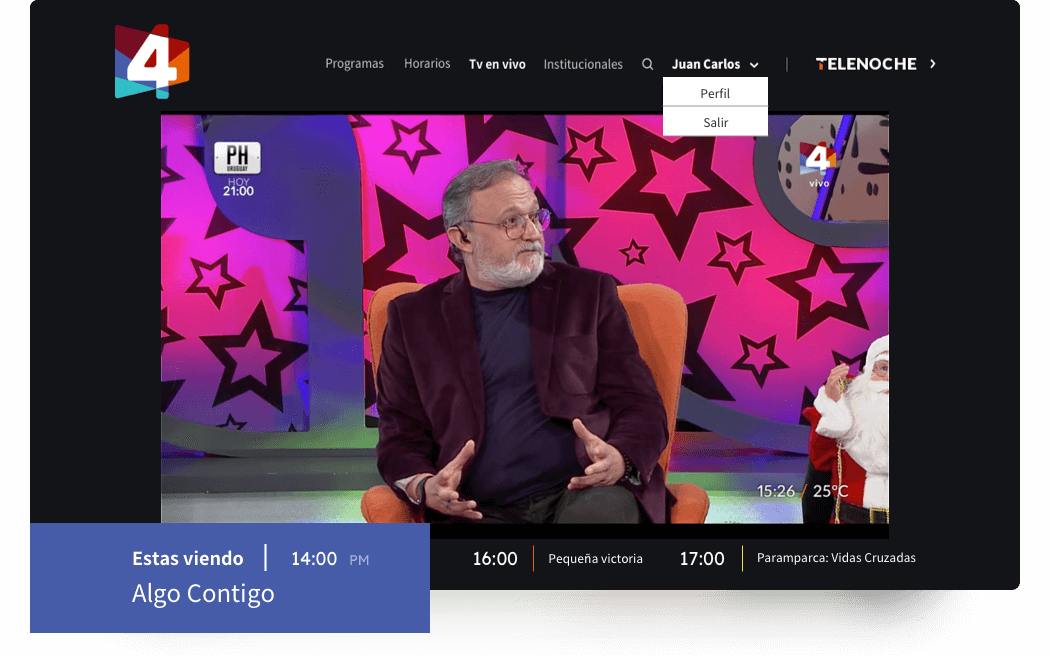 4
Programas Horarios Tv en vivo Institucionales Juan Carlos | TELENOCHE
Perfil
Salir
PH
URUGUAY
HOY
21:00
4
vivo
15:26 / 25°C
Estas viendo | 14:00 PM
Algo Contigo
16:00 | Pequeña victoria
17:00 | Paramparca: Vidas Cruzadas